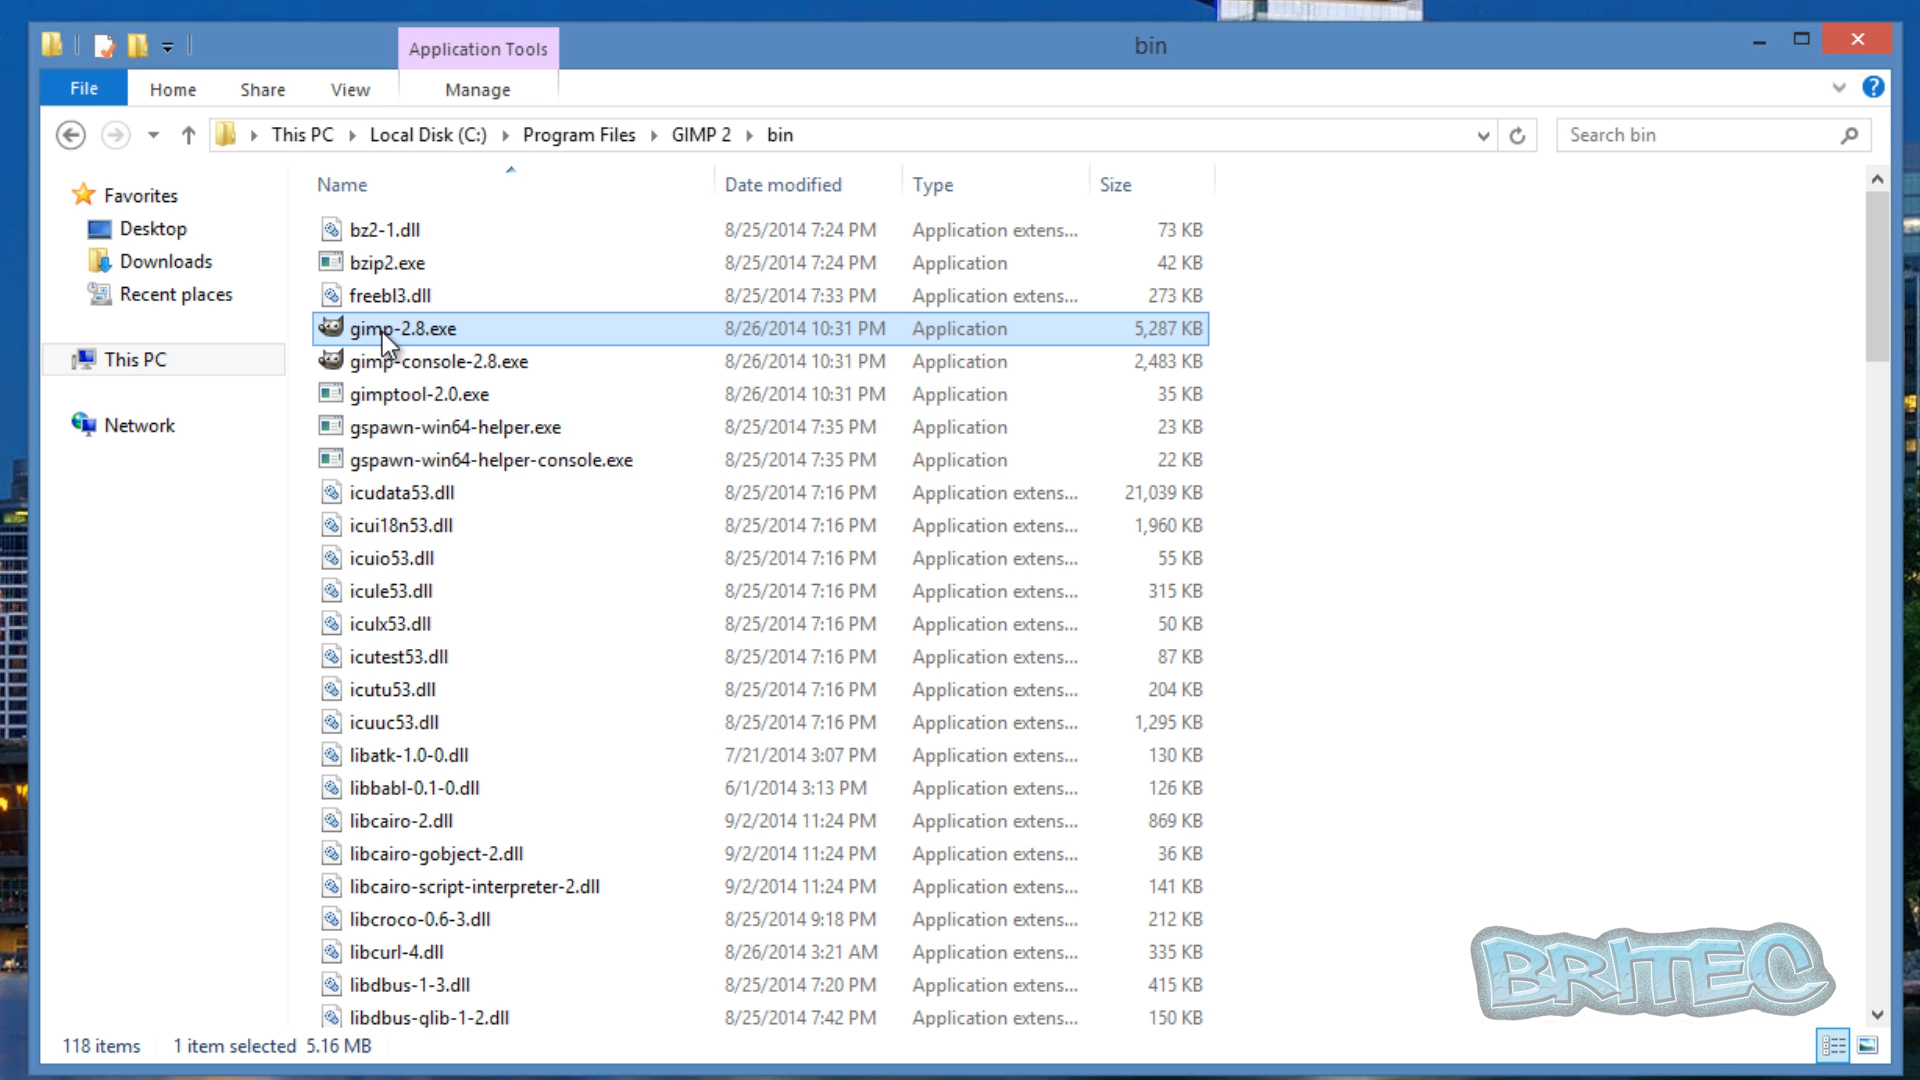 Application Tools
bin
File
Home
Share
View
Manage
This PC
Local Disk (C:)
Program Files
GIMP 2
bin
Search bin
Favorites
Desktop
Downloads
Recent places
This PC
Network
Name Date modified Type Size
bz2-1.dll 8/25/2014 7:24 PM Application extens... 73 KB
bzip2.exe 8/25/2014 7:24 PM Application 42 KB
freebl3.dll 8/25/2014 7:33 PM Application extens... 273 KB
gimp-2.8.exe 8/26/2014 10:31 PM Application 5,287 KB
gimp-console-2.8.exe 8/26/2014 10:31 PM Application 2,483 KB
gimptool-2.0.exe 8/26/2014 10:31 PM Application 35 KB
gspawn-win64-helper.exe 8/25/2014 7:35 PM Application 23 KB
gspawn-win64-helper-console.exe 8/25/2014 7:35 PM Application 22 KB
icudata53.dll 8/25/2014 7:16 PM Application extens... 21,039 KB
icui18n53.dll 8/25/2014 7:16 PM Application extens... 1,960 KB
icuio53.dll 8/25/2014 7:16 PM Application extens... 55 KB
icule53.dll 8/25/2014 7:16 PM Application extens... 315 KB
iculx53.dll 8/25/2014 7:16 PM Application extens... 50 KB
icutest53.dll 8/25/2014 7:16 PM Application extens... 87 KB
icutu53.dll 8/25/2014 7:16 PM Application extens... 204 KB
icuuc53.dll 8/25/2014 7:16 PM Application extens... 1,295 KB
libatk-1.0-0.dll 7/21/2014 3:07 PM Application extens... 130 KB
libbabl-0.1-0.dll 6/1/2014 3:13 PM Application extens... 126 KB
libcairo-2.dll 9/2/2014 11:24 PM Application extens... 869 KB
libcairo-gobject-2.dll 9/2/2014 11:24 PM Application extens... 36 KB
libcairo-script-interpreter-2.dll 9/2/2014 11:24 PM Application extens... 141 KB
libcroco-0.6-3.dll 8/25/2014 9:18 PM Application extens... 212 KB
libcurl-4.dll 8/26/2014 3:21 AM Application extens... 335 KB
libdbus-1-3.dll 8/25/2014 7:20 PM Application extens... 415 KB
libdbus-glib-1-2.dll 8/25/2014 7:42 PM Application extens... 150 KB
BRITEC
118 items 1 item selected 5.16 MB